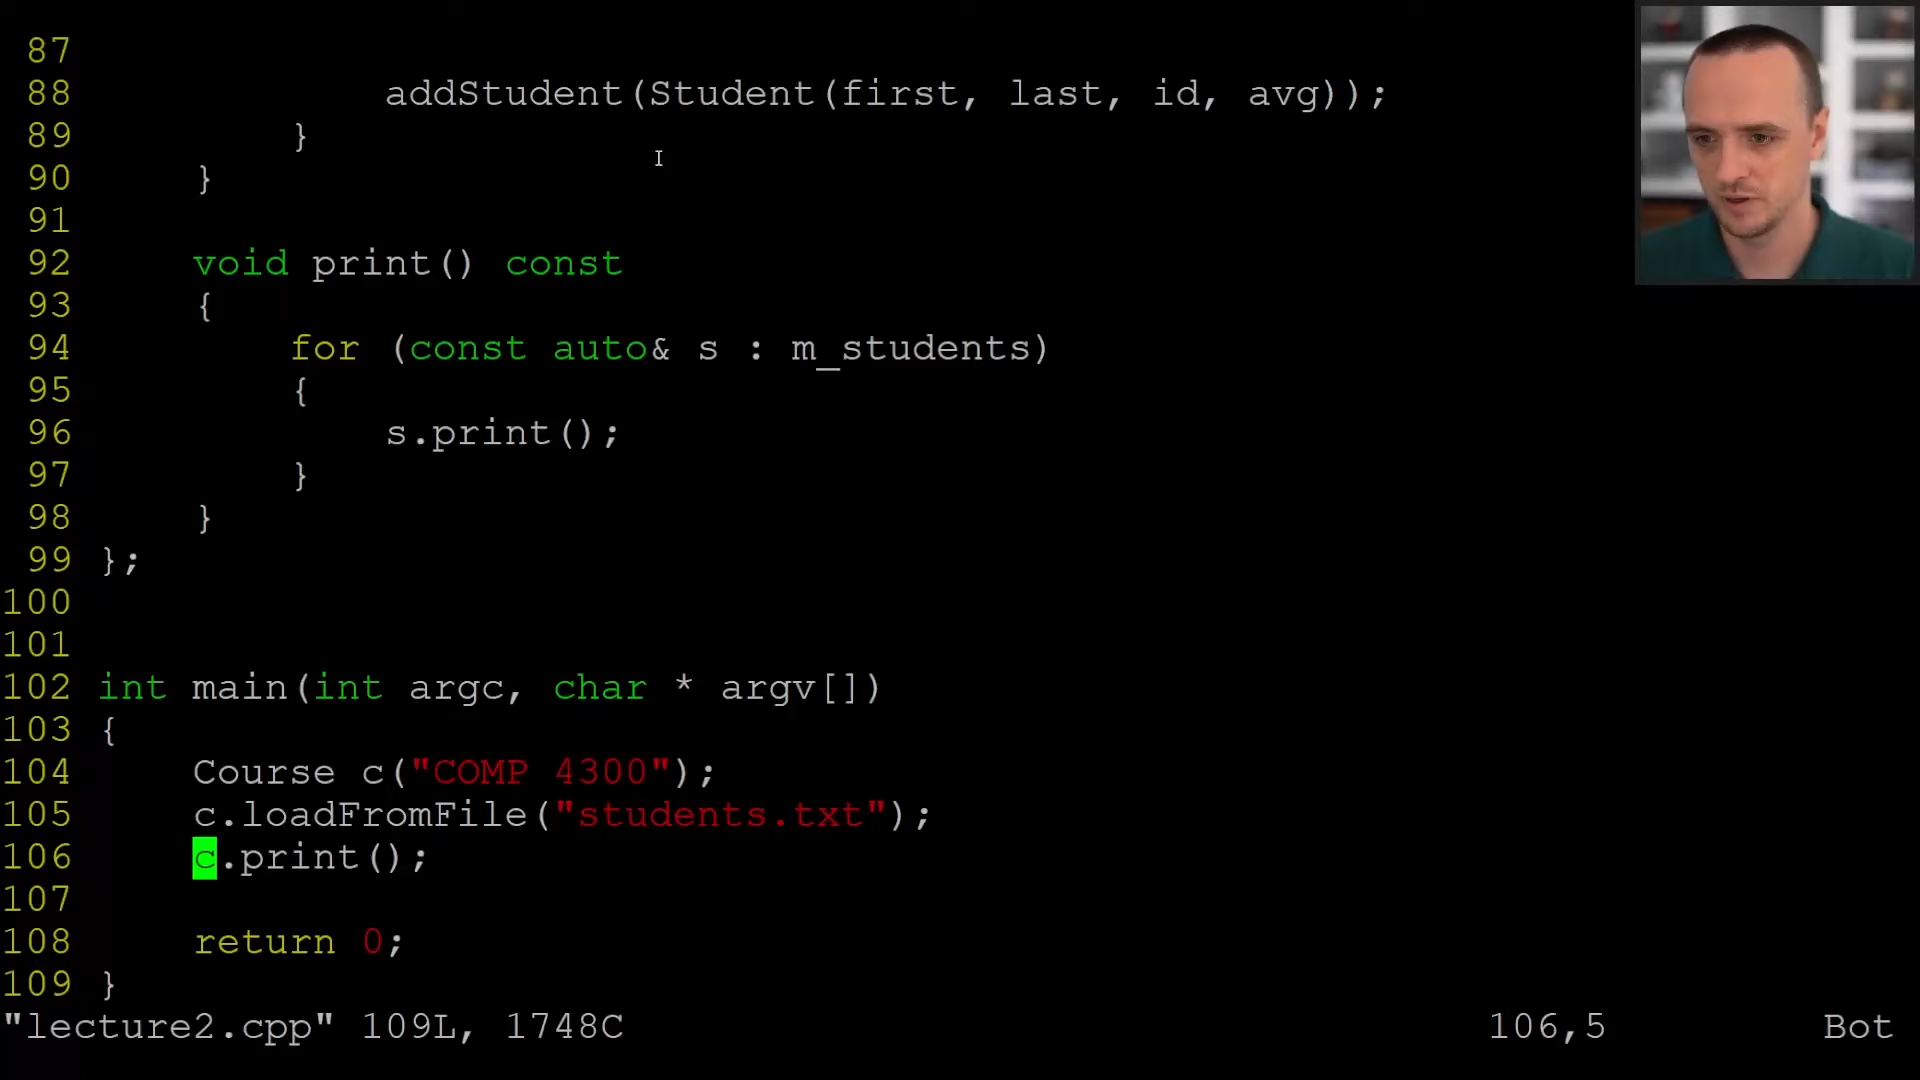 87
88 addStudent(Student(first, last, id, avg));
89 }
90 }
91
92 void print() const
93 {
94 for (const auto& s : m_students)
95 {
96 s.print();
97 }
98 }
99 };
100
101
102 int main(int argc, char * argv[])
103 {
104 Course c("COMP 4300");
105 c.loadFromFile("students.txt");
106 c.print();
107
108 return 0;
109 }
"lecture2.cpp" 109L, 1748C 106,5 Bot